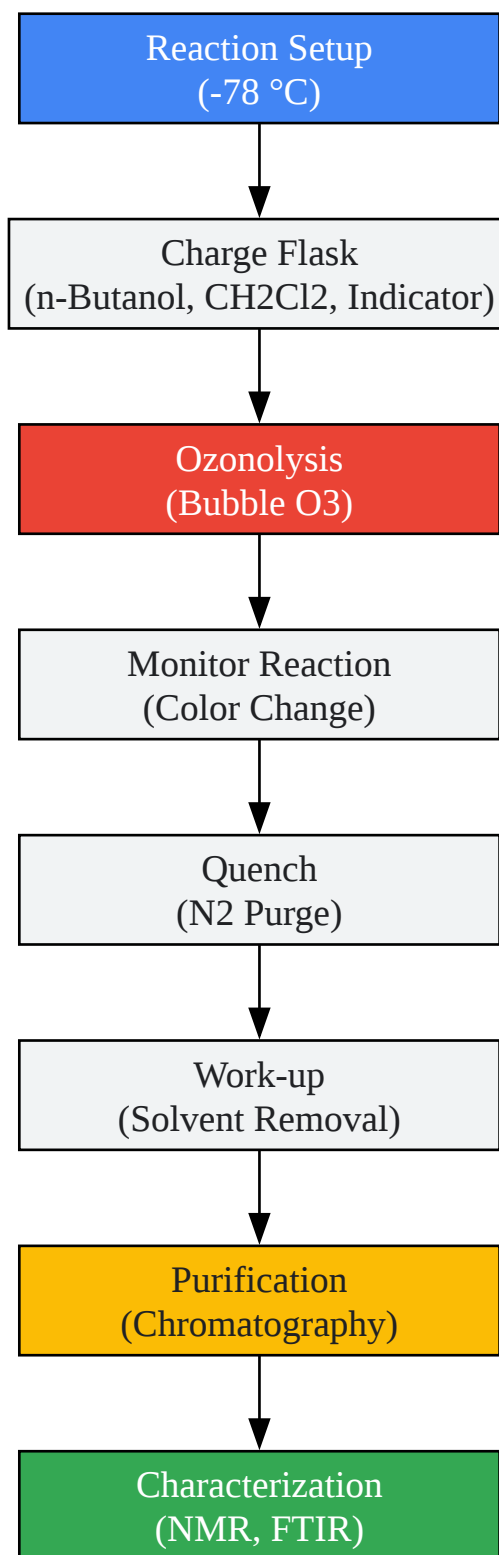 Reaction Setup
(-78 °C)
Charge Flask
(n-Butanol, CH2Cl2, Indicator)
Ozonolysis
(Bubble O3)
Monitor Reaction
(Color Change)
Quench
(N2 Purge)
Work-up
(Solvent Removal)
Purification
(Chromatography)
Characterization
(NMR, FTIR)